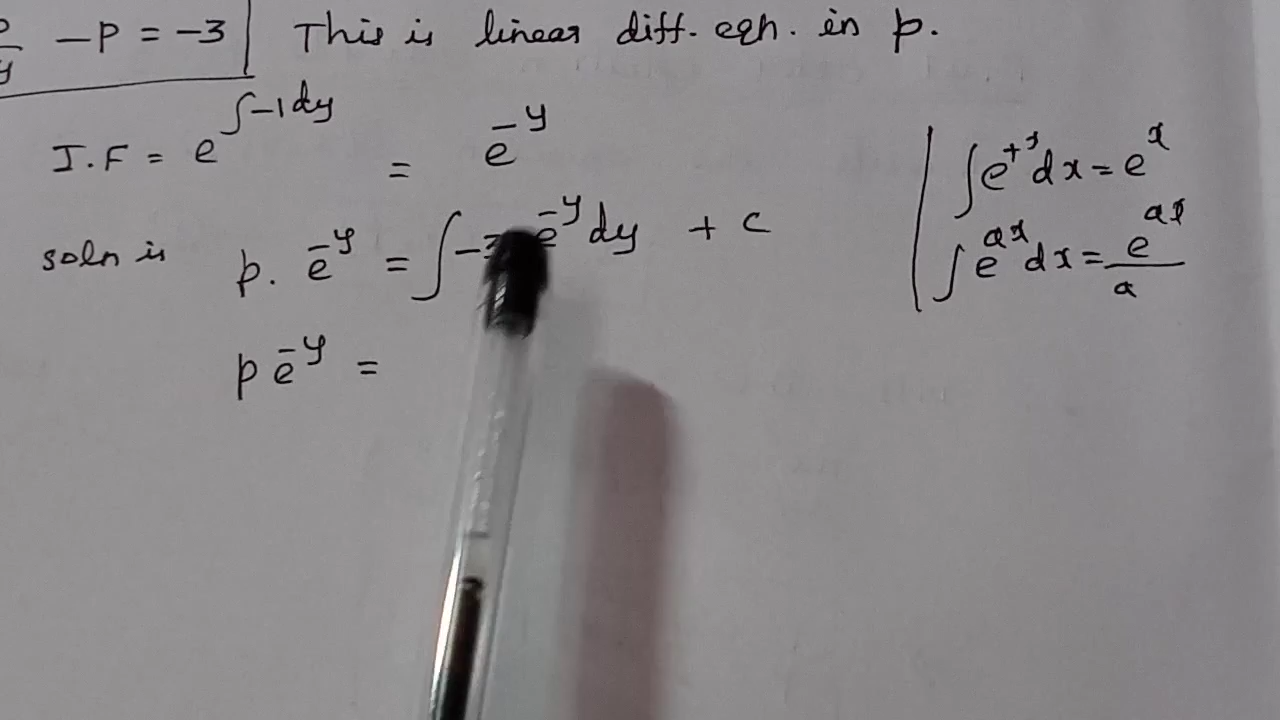 — P = -3 | This is linear diff. eqn. in p.
I.F = e^{∫-1dy} = e^{-y}
∫e^{+x}dx = e^x
soln is p. e^{-y} = ∫-3 e^{-y} dy + c
∫e^{ax}dx = e^{ax}/a
p e^{-y} =